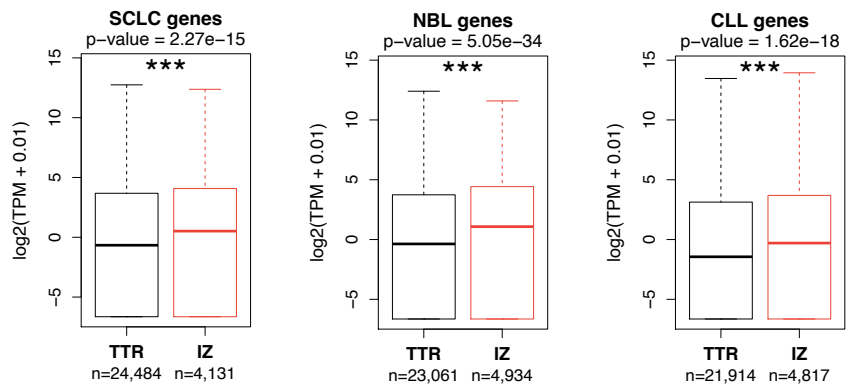 SCLC genes
p−value = 2.27e−15
***
log2(TPM + 0.01)
15
10
5
0
−5
TTR IZ
n=24,484 n=4,131
NBL genes
p−value = 5.05e−34
***
log2(TPM + 0.01)
15
10
5
0
−5
TTR IZ
n=23,061 n=4,934
CLL genes
p−value = 1.62e−18
***
log2(TPM + 0.01)
15
10
5
0
−5
TTR IZ
n=21,914 n=4,817